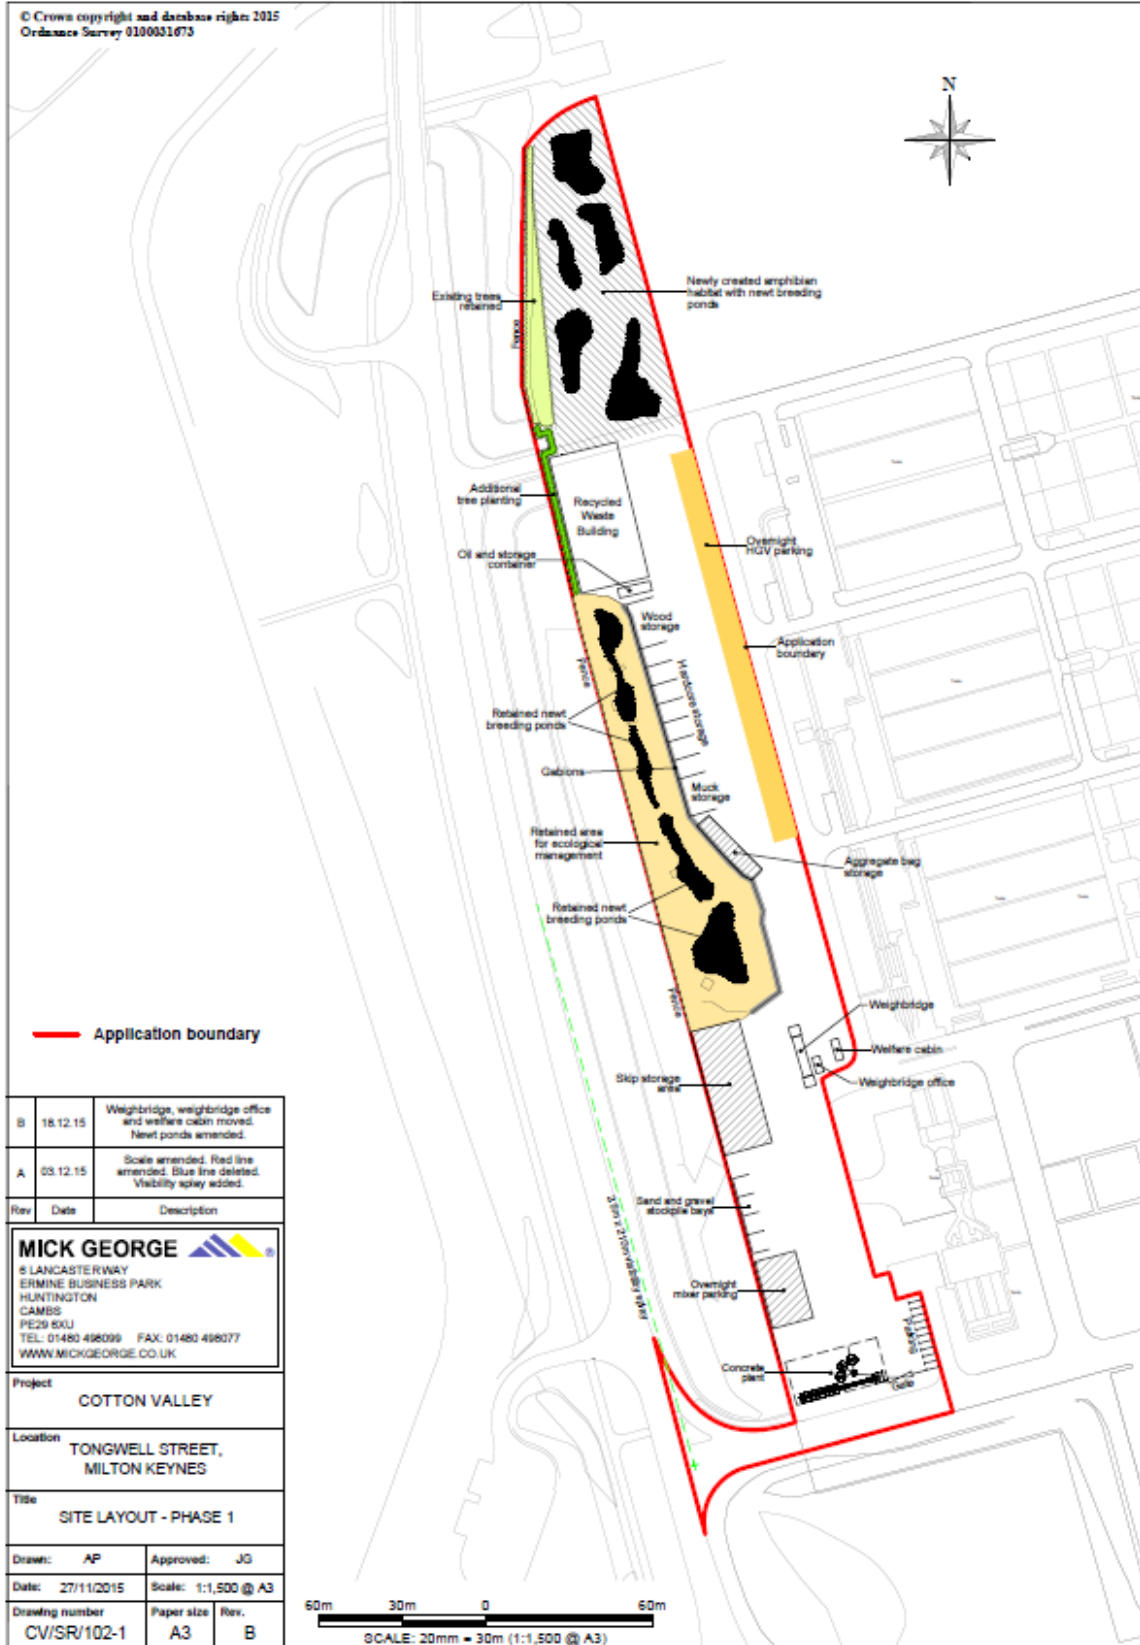 © Crown copyright and database rights 2015
Ordnance Survey 0100031673
N
Existing trees
retained
Fence
Newly created amphibian
habitat with newt breeding
ponds
Additional
tree planting
Recycled
Waste
Building
Oil and storage
container
Overnight
HGV parking
Wood
storage
Application
boundary
Fence
Hardcore storage
Retained newt
breeding ponds
Gabions
Muck
storage
Retained area
for ecological
management
Aggregate bag
storage
Retained newt
breeding ponds
Fence
Weighbridge
Welfare cabin
Weighbridge office
Skip storage
area
Sand and gravel
stockpile bays
Overnight
mixer parking
Parking
Concrete
plant
Gate
Application boundary
B 18.12.15 Weighbridge, weighbridge office
and welfare cabin moved.
Newt ponds amended.
A 03.12.15 Scale amended. Red line
amended. Blue line deleted.
Visibility splay added.
Rev Date Description
MICK GEORGE ®
6 LANCASTER WAY
ERMINE BUSINESS PARK
HUNTINGTON
CAMBS
PE29 6XU
TEL: 01480 498099 FAX: 01480 498077
WWW.MICKGEORGE.CO.UK
Project
COTTON VALLEY
Location
TONGWELL STREET,
MILTON KEYNES
Title
SITE LAYOUT - PHASE 1
Drawn: AP Approved: JG
Date: 27/11/2015 Scale: 1:1,500 @ A3
Drawing number Paper size Rev.
CV/SR/102-1 A3 B
60m 30m 0 60m
SCALE: 20mm = 30m (1:1,500 @ A3)